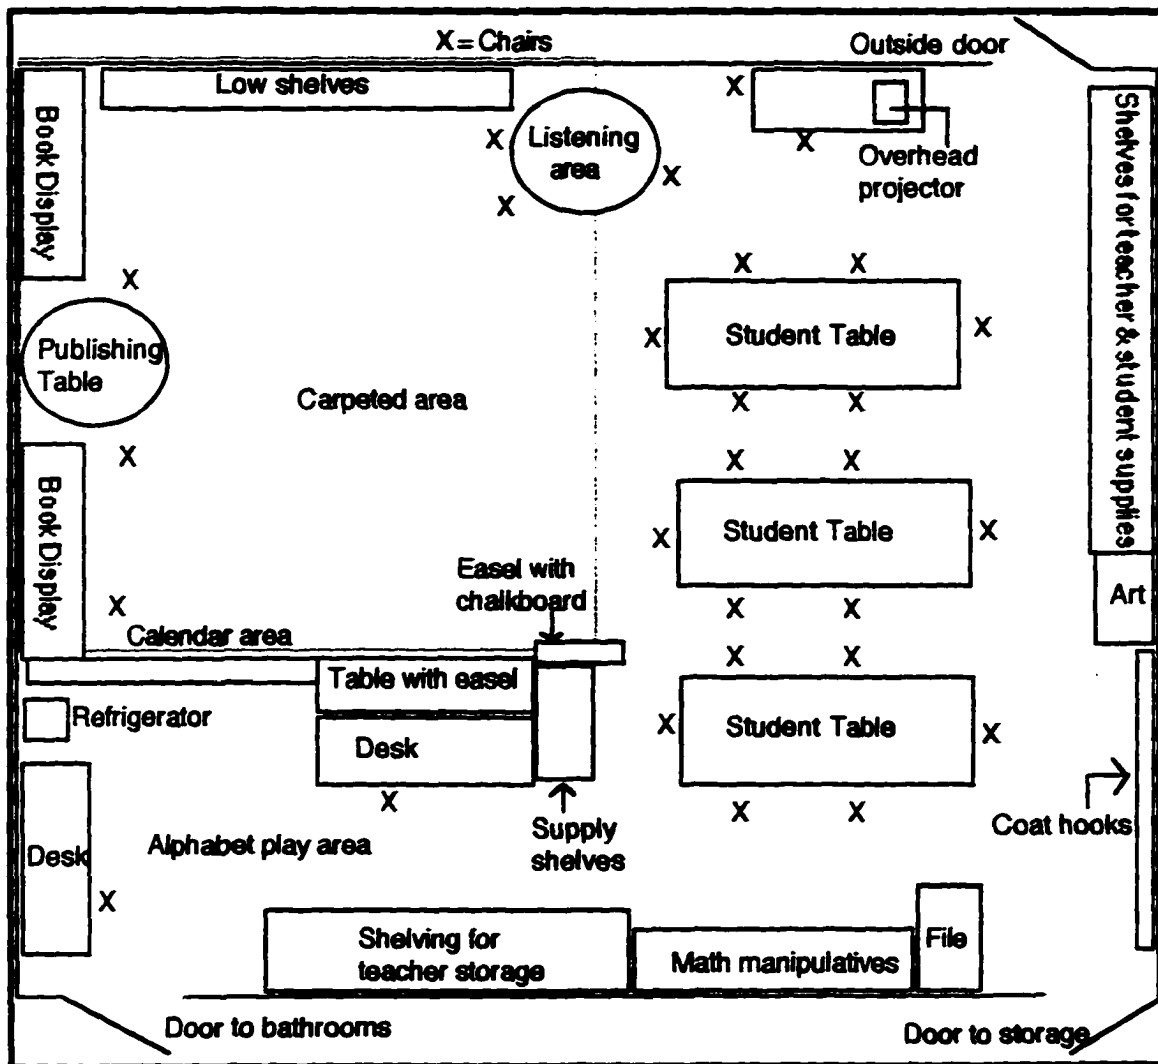 X = Chairs
Outside door
Low shelves
Book Display
X
X
Listening
area
X
X
X
Overhead
projector
Shelves for teacher & student supplies
X
X
X
Publishing
Table
X
Student Table
X
Carpeted area
X
X
X
Book Display
X
X
X
Student Table
X
Easel with
chalkboard
Art
X
X
X
Calendar area
X
X
Table with easel
Refrigerator
X
Student Table
X
Desk
X
X
X
Coat hooks
Supply
shelves
Alphabet play area
Desk
X
Shelving for
teacher storage
Math manipulatives
File
Door to bathrooms
Door to storage